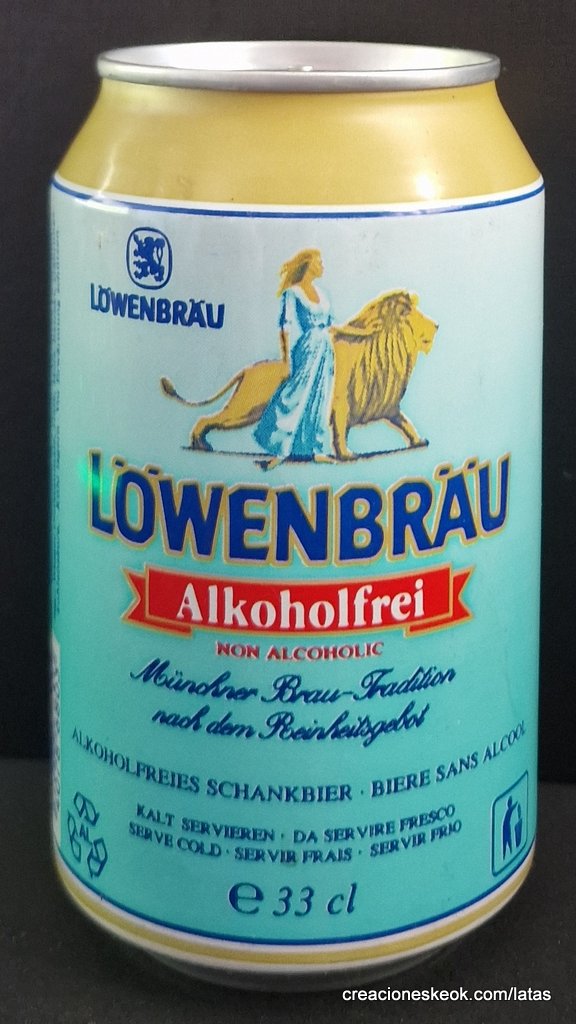 LÖWENBRÄU
LÖWENBRÄU
Alkoholfrei
NON ALCOHOLIC
Münchner Brau-Tradition
nach dem Reinheitsgebot
ALKOHOLFREIES SCHANKBIER · BIERE SANS ALCOOL
KALT SERVIEREN · DA SERVIRE FRESCO
SERVE COLD · SERVIR FRAIS · SERVIR FRIO
AL
e 33 cl
creacioneskeok.com/latas